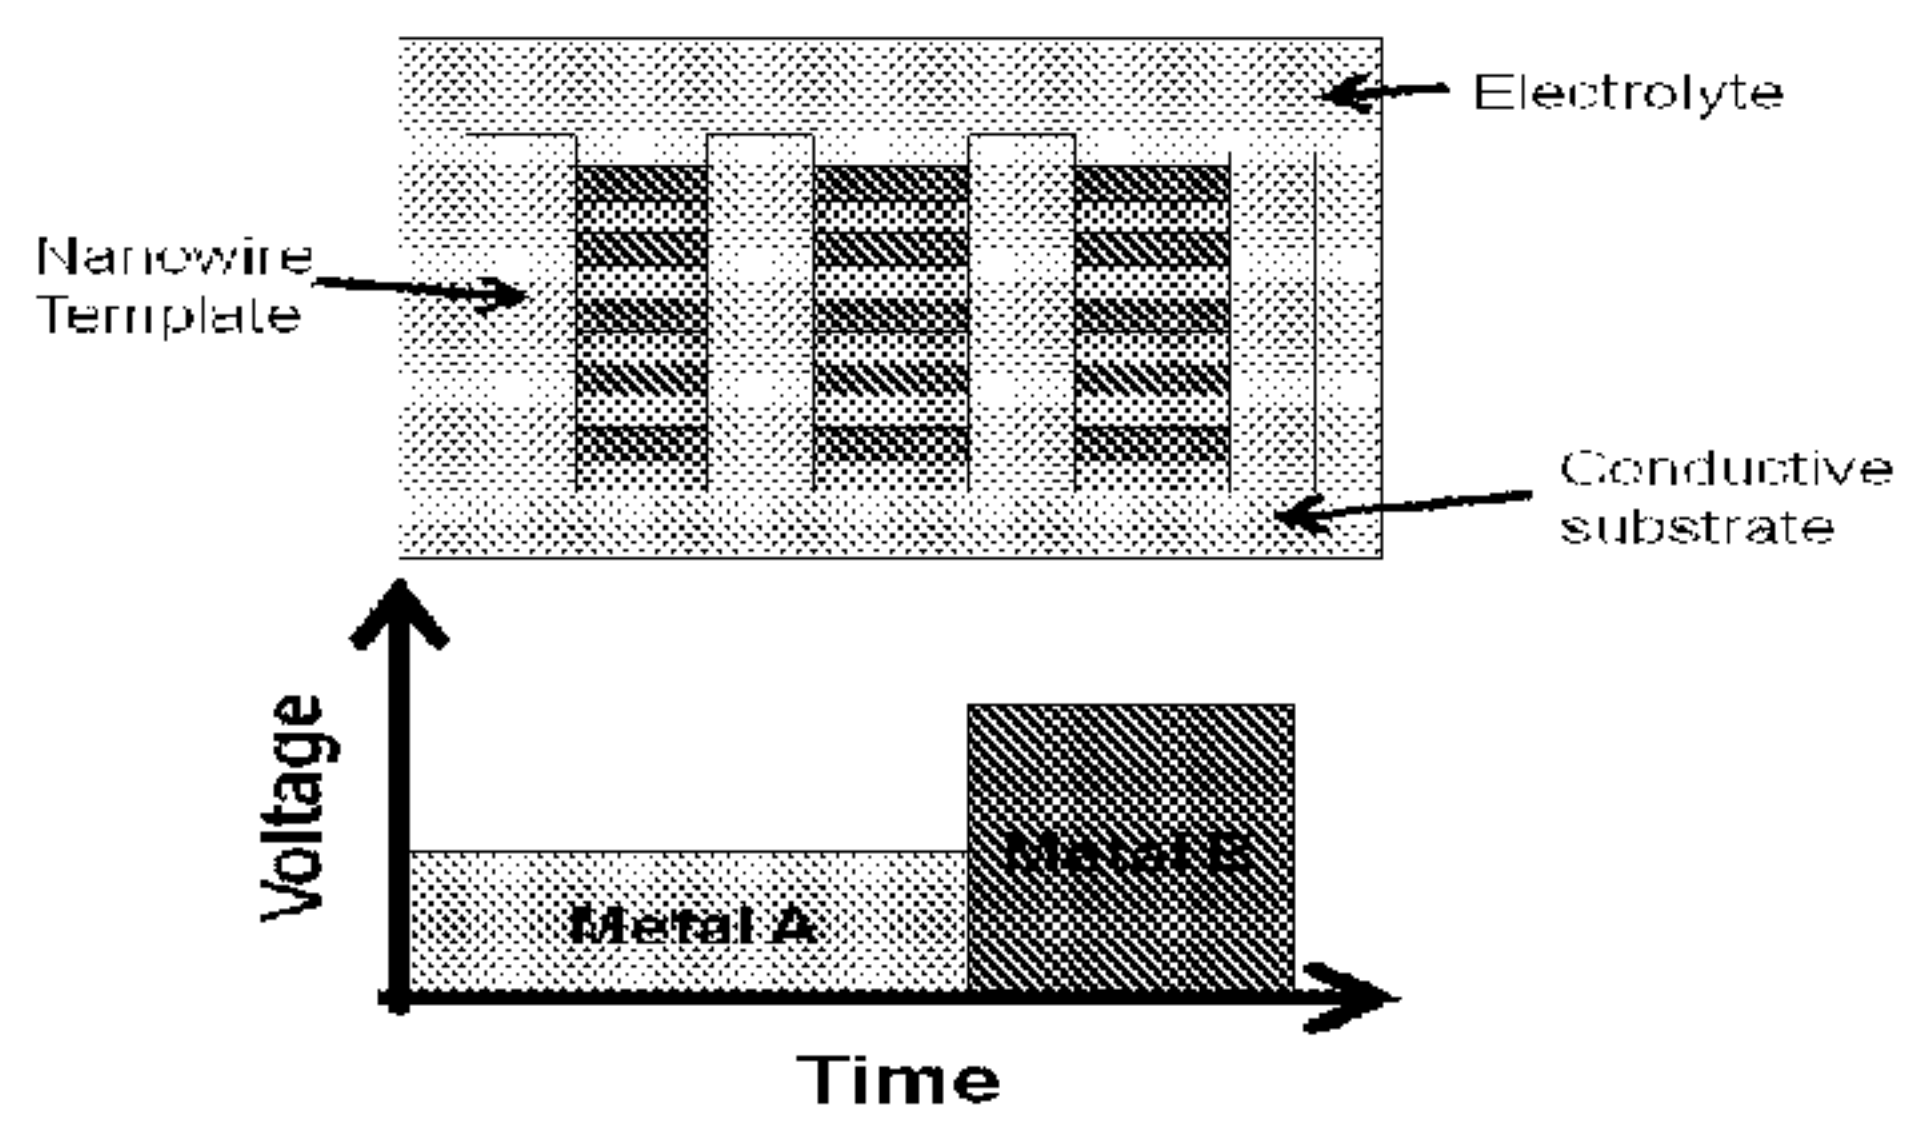 Electrolyte
Nanowire
Template
Conductive
substrate
Voltage
Metal B
Metal A
Time